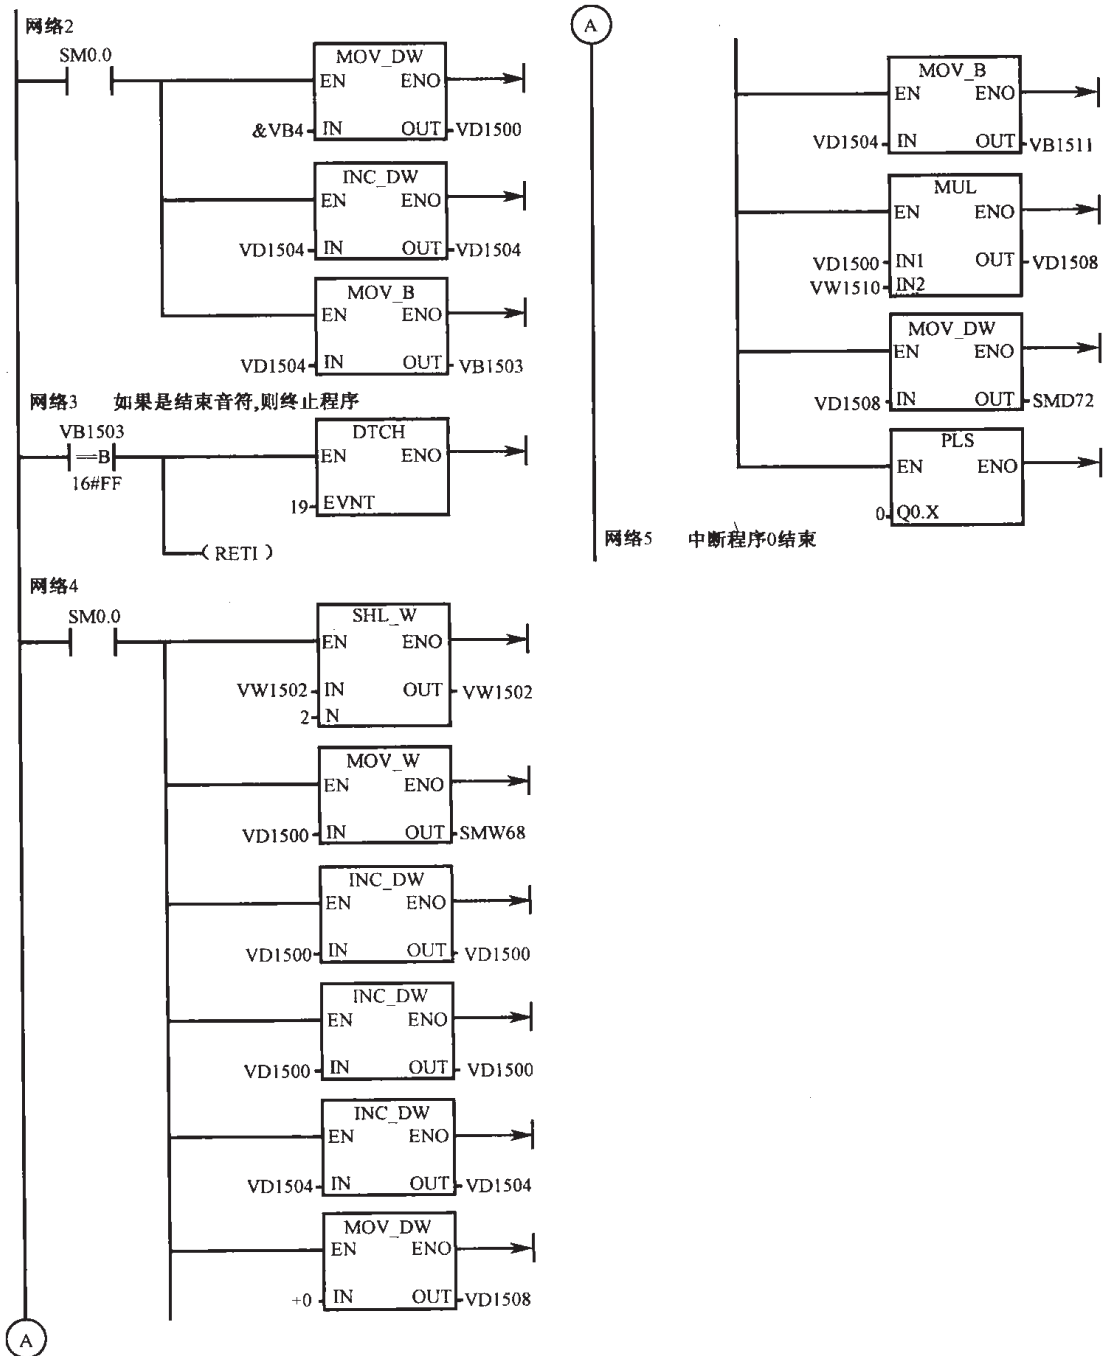 网络2
SM0.0
MOV_DW
EN ENO
&VB4 IN OUT VD1500
INC_DW
EN ENO
VD1504 IN OUT VD1504
MOV_B
EN ENO
VD1504 IN OUT VB1503
网络3 如果是结束音符,则终止程序
VB1503
==B
16#FF
DTCH
EN ENO
19 EVNT
(RETI)
网络4
SM0.0
SHL_W
EN ENO
VW1502 IN OUT VW1502
2 N
MOV_W
EN ENO
VD1500 IN OUT SMW68
INC_DW
EN ENO
VD1500 IN OUT VD1500
INC_DW
EN ENO
VD1500 IN OUT VD1500
INC_DW
EN ENO
VD1504 IN OUT VD1504
MOV_DW
EN ENO
+0 IN OUT VD1508
A
A
MOV_B
EN ENO
VD1504 IN OUT VB1511
MUL
EN ENO
VD1500 IN1 OUT VD1508
VW1510 IN2
MOV_DW
EN ENO
VD1508 IN OUT SMD72
PLS
EN ENO
0 Q0.X
网络5 中断程序0结束